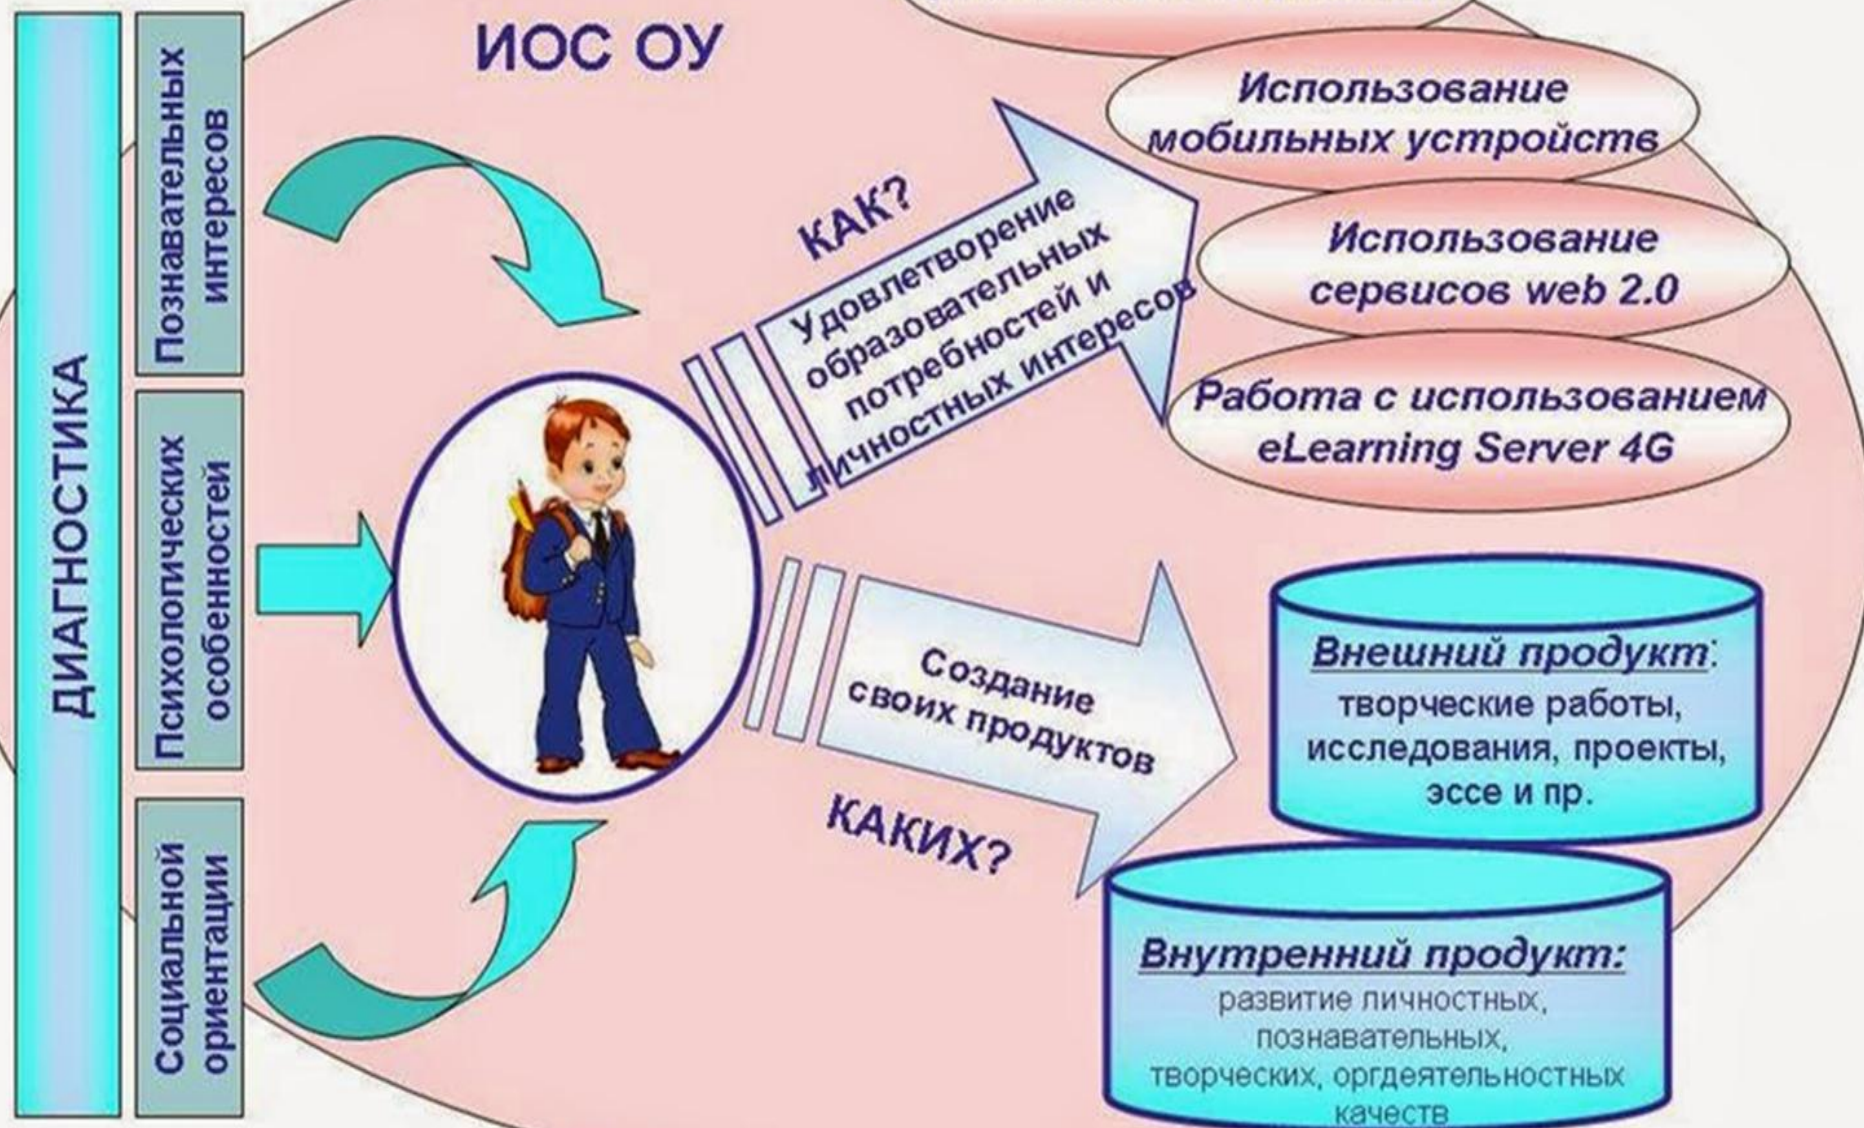 ИОС ОУ
ДИАГНОСТИКА
Познавательных
интересов
Психологических
особенностей
Социальной
ориентации
КАК?
Удовлетворение
образовательных
потребностей и
личностных интересов
Использование
мобильных устройств
Использование
сервисов web 2.0
Работа с использованием
eLearning Server 4G
Создание
своих продуктов
КАКИХ?
Внешний продукт:
творческие работы,
исследования, проекты,
эссе и пр.
Внутренний продукт:
развитие личностных,
познавательных,
творческих, оргдеятельностных
качеств